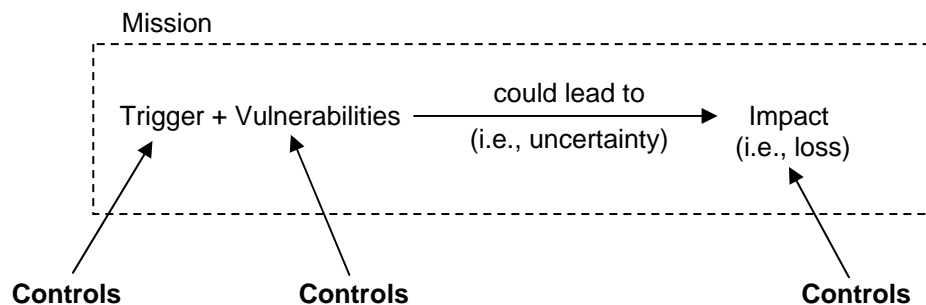 Mission
could lead to
Trigger + Vulnerabilities
Impact
(i.e., uncertainty)
(i.e., loss)
Controls
Controls
Controls